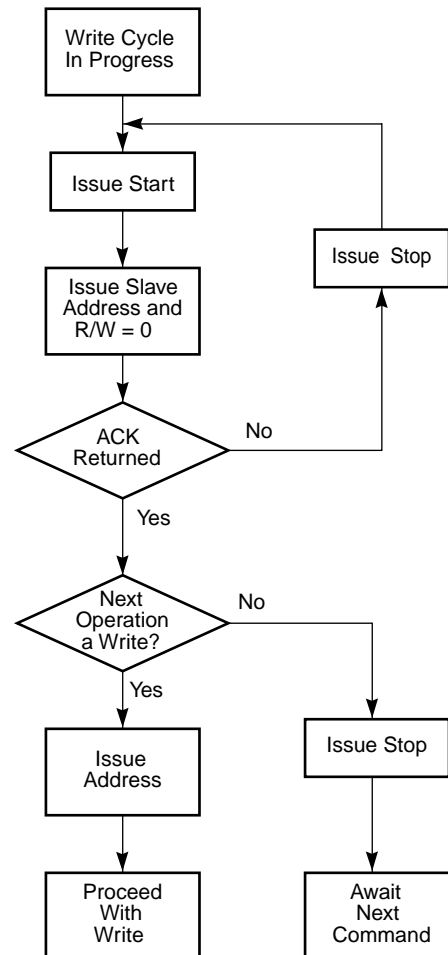 Write Cycle
In Progress
Issue Start
Issue Stop
Issue Slave
Address and
R/W = 0
ACK
Returned
No
Yes
Next
Operation
a Write?
No
Yes
Issue
Address
Issue Stop
Proceed
With
Write
Await
Next
Command